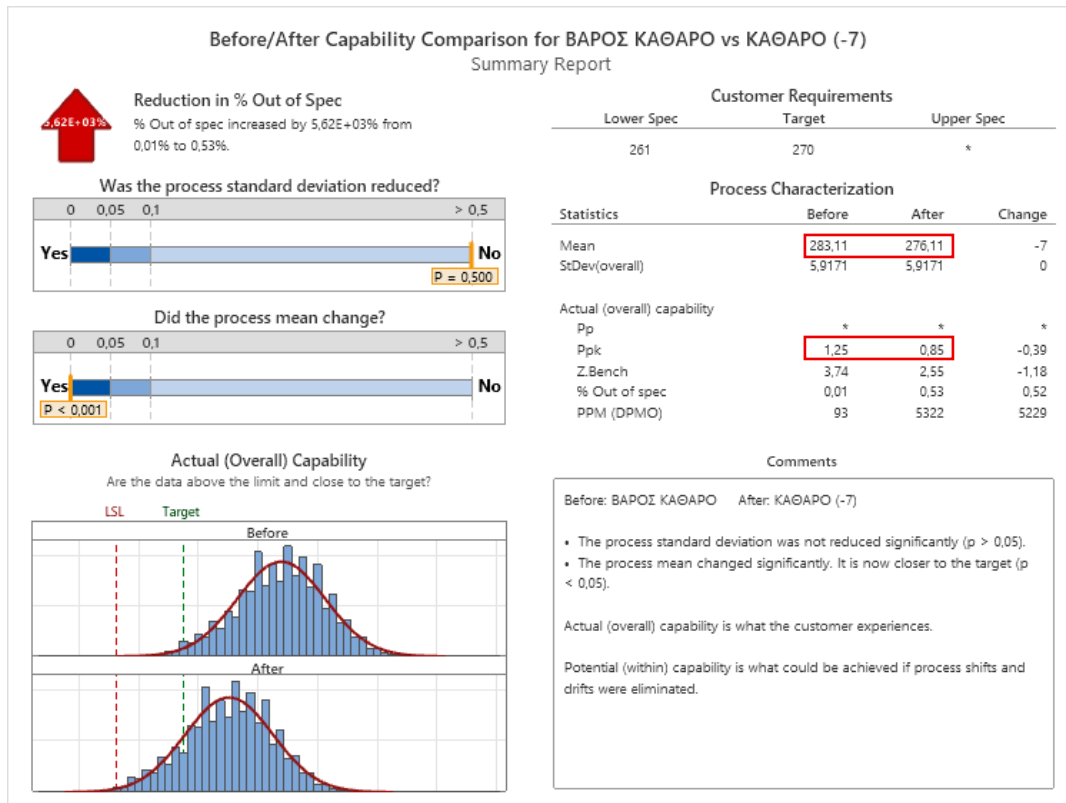 Before/After Capability Comparison for ΒΑΡΟΣ ΚΑΘΑΡΟ vs ΚΑΘΑΡΟ (-7)
Summary Report
5,62E+03%
Reduction in % Out of Spec
% Out of spec increased by 5,62E+03% from
0,01% to 0,53%.
Was the process standard deviation reduced?
0 0,05 0,1 > 0,5
Yes No
P = 0,500
Did the process mean change?
0 0,05 0,1 > 0,5
Yes No
P < 0,001
Actual (Overall) Capability
Are the data above the limit and close to the target?
LSL Target
Before
After
Customer Requirements
Lower Spec Target Upper Spec
261 270 *
Process Characterization
Statistics Before After Change
Mean 283,11 276,11 -7
StDev(overall) 5,9171 5,9171 0
Actual (overall) capability
Pp * * *
Ppk 1,25 0,85 -0,39
Z.Bench 3,74 2,55 -1,18
% Out of spec 0,01 0,53 0,52
PPM (DPMO) 93 5322 5229
Comments
Before: ΒΑΡΟΣ ΚΑΘΑΡΟ After: ΚΑΘΑΡΟ (-7)
• The process standard deviation was not reduced significantly (p > 0,05).
• The process mean changed significantly. It is now closer to the target (p
< 0,05).
Actual (overall) capability is what the customer experiences.
Potential (within) capability is what could be achieved if process shifts and
drifts were eliminated.